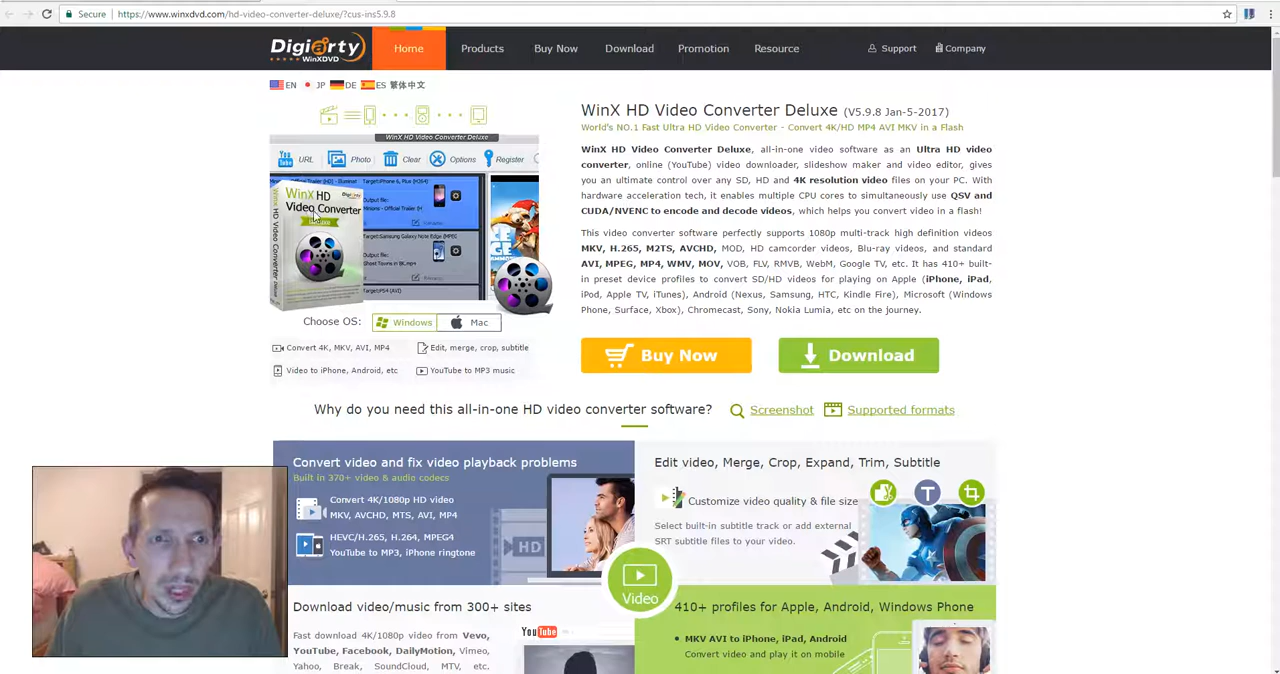 Secure https://www.winxdvd.com/hd-video-converter-deluxe/?cus-ins5.9.8
Digiarty
WinXDVD
Home
Products
Buy Now
Download
Promotion
Resource
Support
Company
EN JP DE ES 繁体中文
WinX HD Video Converter Deluxe
URL
Photo
Clear
Options
Register
Target:iPhone 6, Plus (H264)
Output file:
WinX HD
Video Converter
WinX HD Video Converter Deluxe (V5.9.8 Jan-5-2017)
World's NO.1 Fast Ultra HD Video Converter - Convert 4K/HD MP4 AVI MKV in a Flash
WinX HD Video Converter Deluxe, all-in-one video software as an Ultra HD video
converter, online (YouTube) video downloader, slideshow maker and video editor, gives
you an ultimate control over any SD, HD and 4K resolution video files on your PC. With
hardware acceleration tech, it enables multiple CPU cores to simultaneously use QSV and
CUDA/NVENC to encode and decode videos, which helps you convert video in a flash!
This video converter software perfectly supports 1080p multi-track high definition videos
MKV, H.265, M2TS, AVCHD, MOD, HD camcorder videos, Blu-ray videos, and standard
AVI, MPEG, MP4, WMV, MOV, VOB, FLV, RMVB, WebM, Google TV, etc. It has 410+ built-
in preset device profiles to convert SD/HD videos for playing on Apple (iPhone, iPad,
iPod, Apple TV, iTunes), Android (Nexus, Samsung, HTC, Kindle Fire), Microsoft (Windows
Phone, Surface, Xbox), Chromecast, Sony, Nokia Lumia, etc on the journey.
Choose OS: Windows Mac
Convert 4K, MKV, AVI, MP4
Edit, merge, crop, subtitle
Video to iPhone, Android, etc
YouTube to MP3 music
Buy Now
Download
Why do you need this all-in-one HD video converter software?
Screenshot
Supported formats
Convert video and fix video playback problems
Built in 370+ video & audio codecs
Convert 4K/1080p HD video
MKV, AVCHD, MTS, AVI, MP4
HEVC/H.265, H.264, MPEG4
YouTube to MP3, iPhone ringtone
HD
Edit video, Merge, Crop, Expand, Trim, Subtitle
Customize video quality & file size
T
Select built-in subtitle track or add external
SRT subtitle files to your video.
Video
Download video/music from 300+ sites
Fast download 4K/1080p video from Vevo,
YouTube, Facebook, DailyMotion, Vimeo,
Yahoo, Break, SoundCloud, MTV, etc.
YouTube
410+ profiles for Apple, Android, Windows Phone
MKV AVI to iPhone, iPad, Android
Convert video and play it on mobile